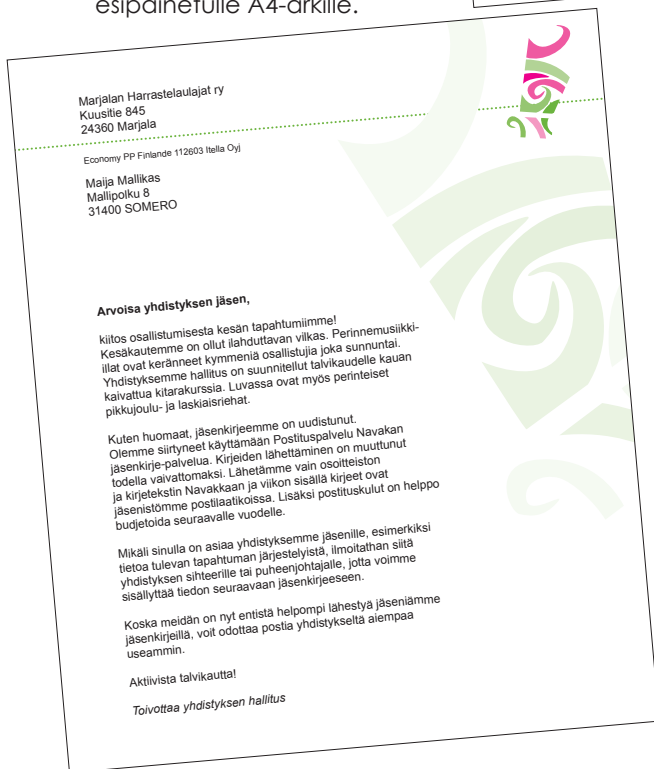 esipainetulle A4-arkille.
Marjalan Harrastelaulajat ry
Kuusitie 845
24360 Marjala
Economy PP Finlande 112603 Itella Oyj
Maija Mallikas
Mallipolku 8
31400 SOMERO
Arvoisa yhdistyksen jäsen,
kiitos osallistumisesta kesän tapahtumiimme!
Kesäkautemme on ollut ilahduttavan vilkas. Perinnemusiikki-
illat ovat keränneet kymmeniä osallistujia joka sunnuntai.
Yhdistyksemme hallitus on suunnitellut talvikaudelle kauan
kaivattua kitarakurssia. Luvassa ovat myös perinteiset
pikkujoulu- ja laskiaisriehat.
Kuten huomaat, jäsenkirjeemme on uudistunut.
Olemme siirtyneet käyttämään Postituspalvelu Navakan
jäsenkirje-palvelua. Kirjeiden lähettäminen on muuttunut
todella vaivattomaksi. Lähetämme vain osoitteiston
ja kirjetekstin Navakkaan ja viikon sisällä kirjeet ovat
jäsenistömme postilaatikoissa. Lisäksi postituskulut on helppo
budjetoida seuraavalle vuodelle.
Mikäli sinulla on asiaa yhdistyksemme jäsenille, esimerkiksi
tietoa tulevan tapahtuman järjestelyistä, ilmoitathan siitä
yhdistyksen sihteerille tai puheenjohtajalle, jotta voimme
sisällyttää tiedon seuraavaan jäsenkirjeeseen.
Koska meidän on nyt entistä helpompi lähestyä jäseniämme
jäsenkirjeillä, voit odottaa postia yhdistykseltä aiempaa
useammin.
Aktiivista talvikautta!
Toivottaa yhdistyksen hallitus